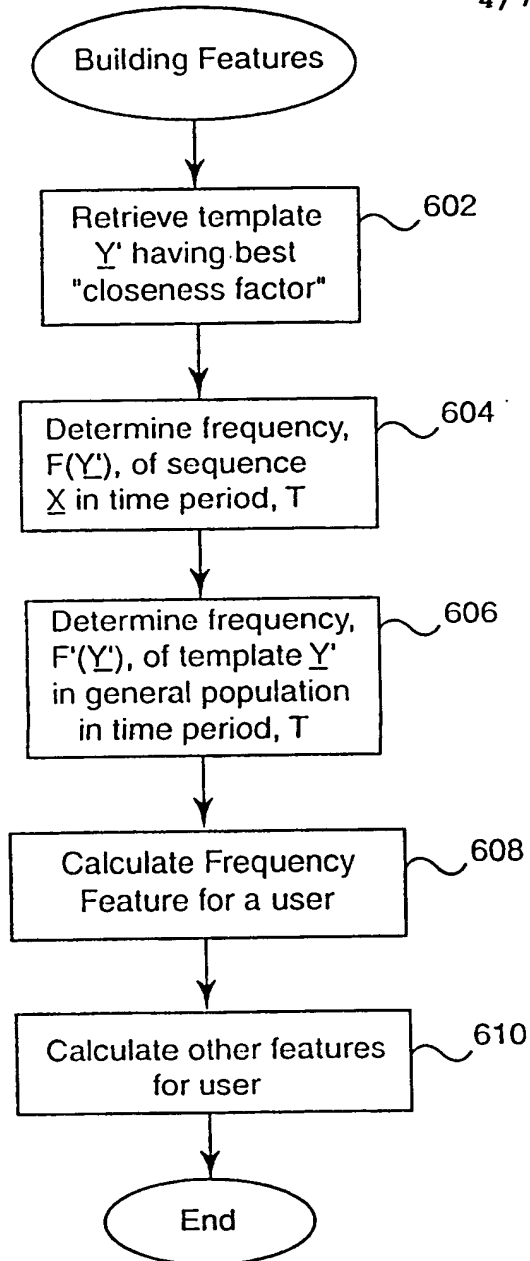 4/7
Building Features
Retrieve template
Y' having best
"closeness factor"
602
Determine frequency,
F(Y'), of sequence
X in time period, T
604
Determine frequency,
F'(Y'), of template Y'
in general population
in time period, T
606
Calculate Frequency
Feature for a user
608
Calculate other features
for user
610
End